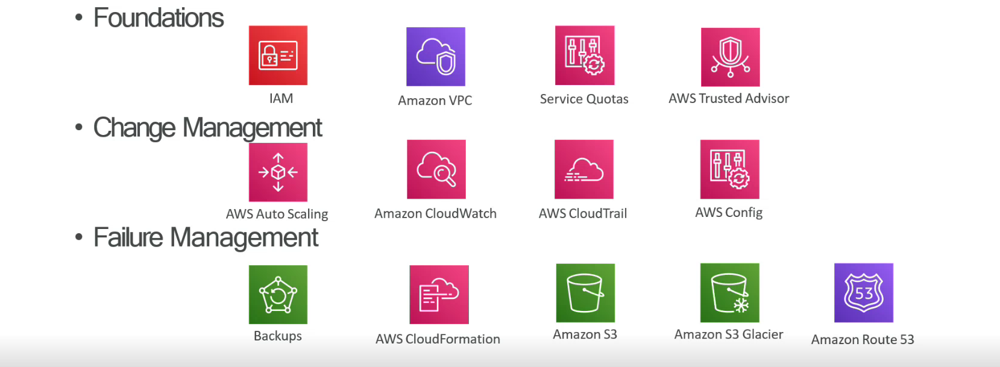 • Foundations
IAM
Amazon VPC
Service Quotas
AWS Trusted Advisor
• Change Management
AWS Auto Scaling
Amazon CloudWatch
AWS CloudTrail
AWS Config
• Failure Management
Backups
AWS CloudFormation
Amazon S3
Amazon S3 Glacier
53
Amazon Route 53